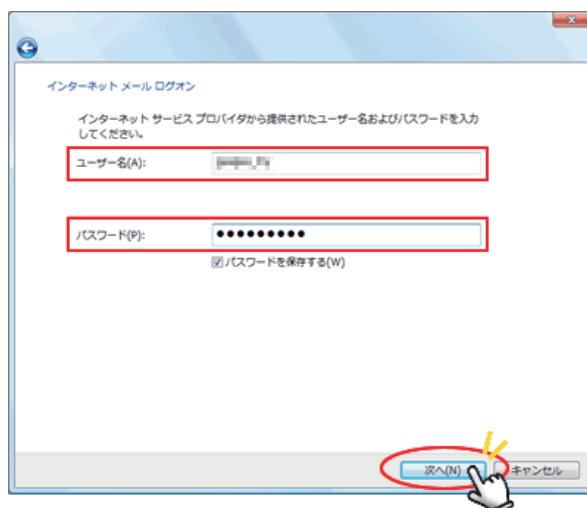 インターネット メール ログオン
インターネット サービス プロバイダから提供されたユーザー名およびパスワードを入力
してください。
ユーザー名(A):
パスワード(P): ●●●●●●●●●
パスワードを保存する(W)
次へ(N) キャンセル